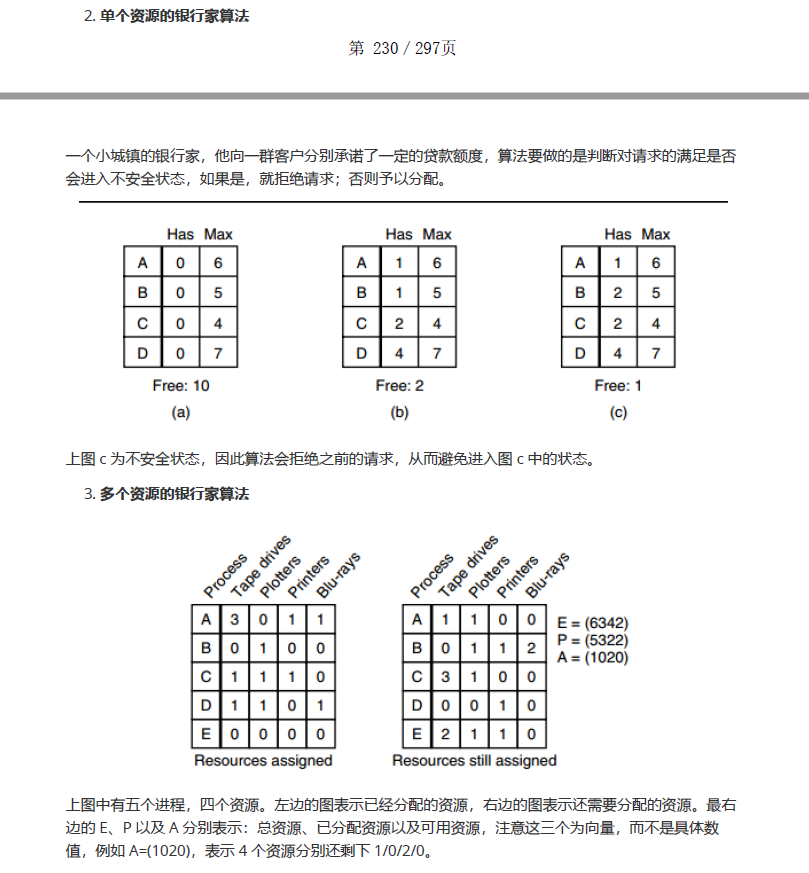 2. 单个资源的银行家算法
第 230 / 297页
一个小城镇的银行家，他向一群客户分别承诺了一定的贷款额度，算法要做的是判断对请求的满足是否
会进入不安全状态，如果是，就拒绝请求；否则予以分配。
Has Max
A 0 6
B 0 5
C 0 4
D 0 7
Free: 10
(a)
Has Max
A 1 6
B 1 5
C 2 4
D 4 7
Free: 2
(b)
Has Max
A 1 6
B 2 5
C 2 4
D 4 7
Free: 1
(c)
上图 c 为不安全状态，因此算法会拒绝之前的请求，从而避免进入图 c 中的状态。
3. 多个资源的银行家算法
Process Tape drives Plotters Printers Blu-rays
A 3 0 1 1
B 0 1 0 0
C 1 1 1 0
D 1 1 0 1
E 0 0 0 0
Resources assigned
Process Tape drives Plotters Printers Blu-rays
A 1 1 0 0
B 0 1 1 2
C 3 1 0 0
D 0 0 1 0
E 2 1 1 0
Resources still assigned
E = (6342)
P = (5322)
A = (1020)
上图中有五个进程，四个资源。左边的图表示已经分配的资源，右边的图表示还需要分配的资源。最右
边的 E、P 以及 A 分别表示：总资源、已分配资源以及可用资源，注意这三个为向量，而不是具体数
值，例如 A=(1020)，表示 4 个资源分别还剩下 1/0/2/0。